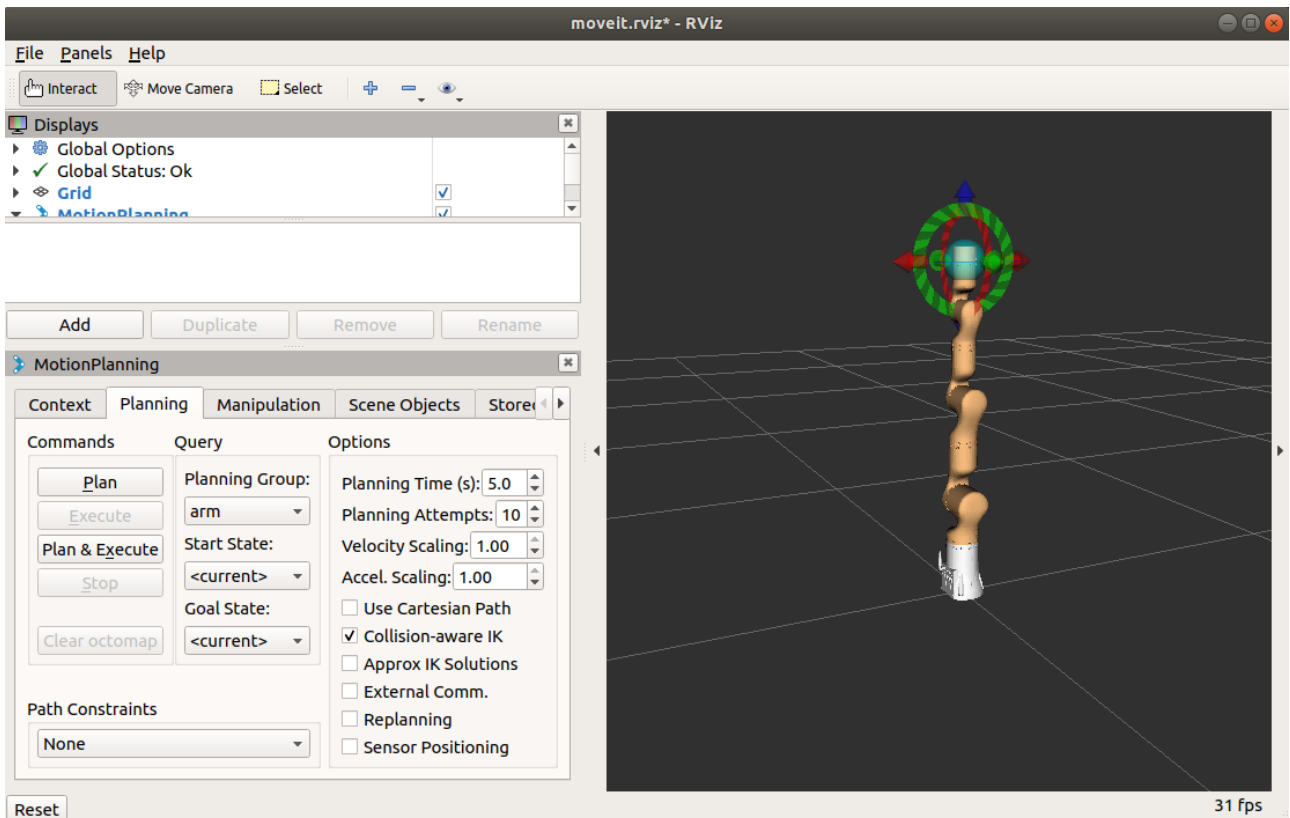 moveit.rviz* - RViz
File Panels Help
Interact Move Camera Select
Displays
Global Options
Global Status: Ok
Grid
MotionPlanning
Add Duplicate Remove Rename
MotionPlanning
Context Planning Manipulation Scene Objects Stored
Commands Query Options
Plan Planning Group: Planning Time (s): 5.0
Execute arm Planning Attempts: 10
Plan & Execute Start State: Velocity Scaling: 1.00
Stop <current> Accel. Scaling: 1.00
Goal State: Use Cartesian Path
Clear octomap <current> Collision-aware IK
Approx IK Solutions
External Comm.
Path Constraints Replanning
None Sensor Positioning
Reset 31 fps